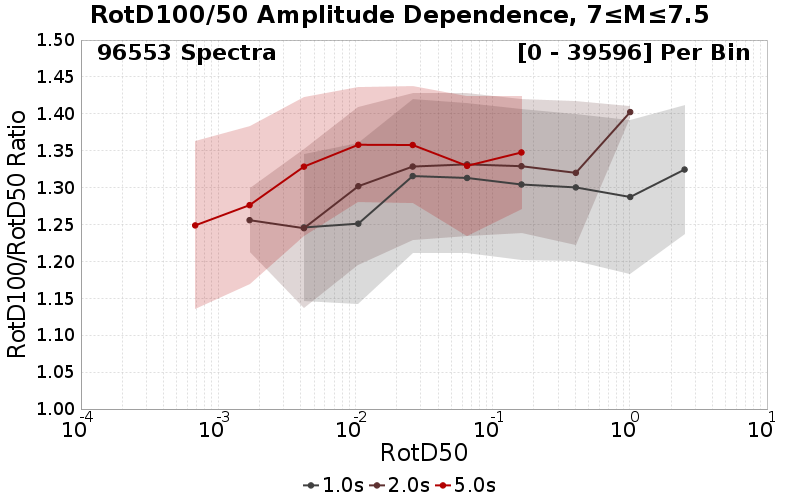 RotD100/50 Amplitude Dependence, 7≤M≤7.5
96553 Spectra
[0 - 39596] Per Bin
RotD100/RotD50 Ratio
1.50
1.45
1.40
1.35
1.30
1.25
1.20
1.15
1.10
1.05
1.00
10-4 10-3 10-2 10-1 100 101
RotD50
1.0s 2.0s 5.0s